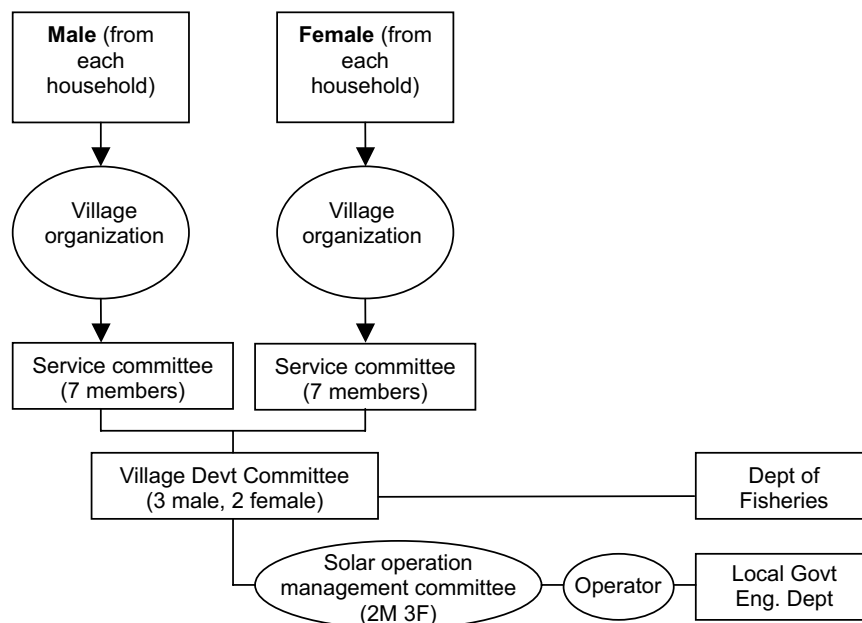 Male (from
each
household)
Female (from
each
household)
Village
organization
Village
organization
Service committee
(7 members)
Service committee
(7 members)
Village Devt Committee
(3 male, 2 female)
Dept of
Fisheries
Solar operation
management committee
(2M 3F)
Operator
Local Govt
Eng. Dept